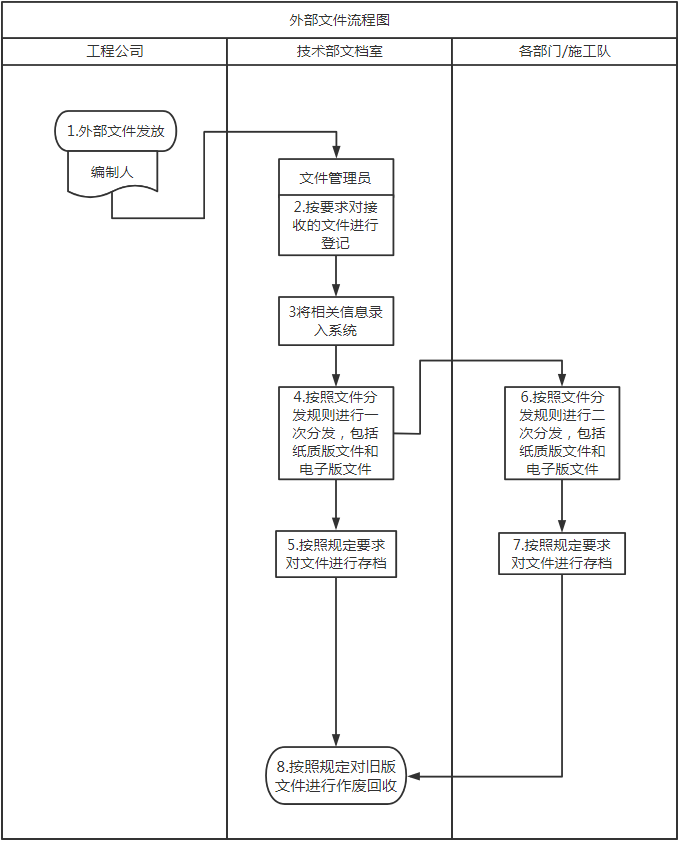 外部文件流程图
工程公司
技术部文档室
各部门/施工队
1.外部文件发放
编制人
文件管理员
2.按要求对接
收的文件进行
登记
3将相关信息录
入系统
4.按照文件分
发规则进行一
次分发，包括
纸质版文件和
电子版文件
6.按照文件分
发规则进行二
次分发，包括
纸质版文件和
电子版文件
5.按照规定要求
对文件进行存档
7.按照规定要求
对文件进行存档
8.按照规定对旧版
文件进行作废回收